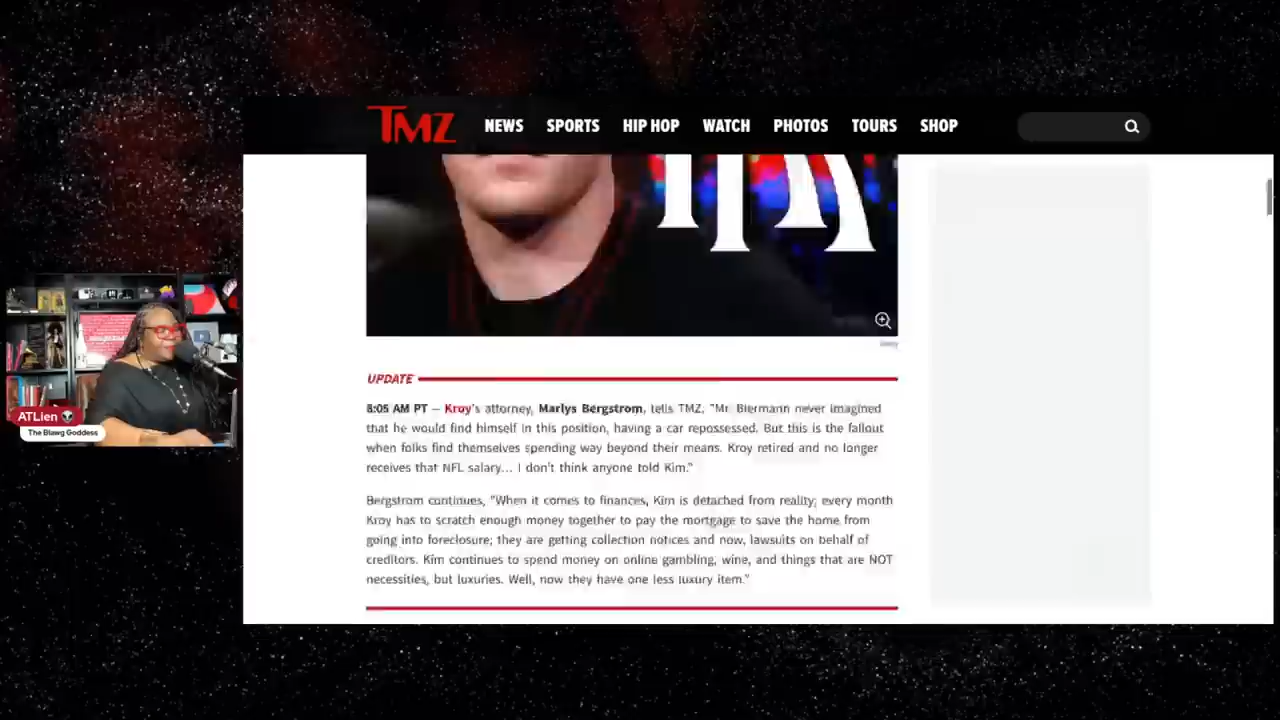 TMZ
NEWS SPORTS HIP HOP WATCH PHOTOS TOURS SHOP
UPDATE
8:05 AM PT — Kroy's attorney, Marlys Bergstrom, tells TMZ, "Mr. Biermann never imagined
that he would find himself in this position, having a car repossessed. But this is the fallout
when folks find themselves spending way beyond their means. Kroy retired and no longer
receives that NFL salary... I don't think anyone told Kim."
Bergstrom continues, "When it comes to finances, Kim is detached from reality; every month
Kroy has to scratch enough money together to pay the mortgage to save the home from
going into foreclosure; they are getting collection notices and now, lawsuits on behalf of
creditors. Kim continues to spend money on online gambling, wine, and things that are NOT
necessities, but luxuries. Well, now they have one less luxury item."
ATLien 👽
The Blawg Goddess